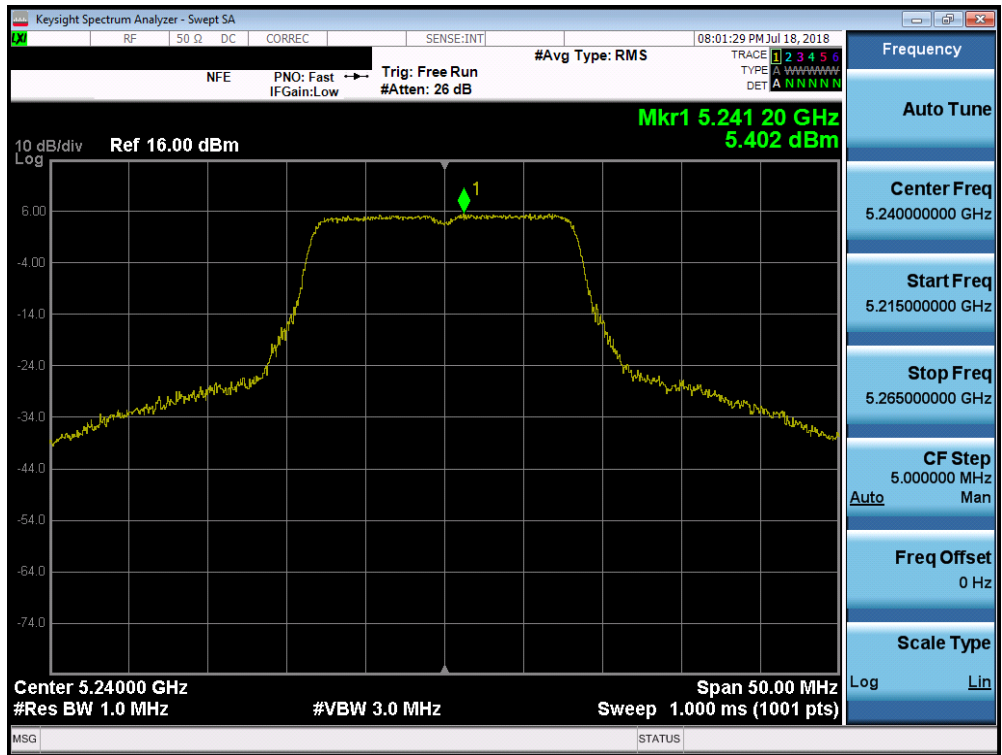 Keysight Spectrum Analyzer - Swept SA
LXI RF 50 Ω DC CORREC SENSE:INT 08:01:29 PM Jul 18, 2018
NFE PNO: Fast Trig: Free Run #Avg Type: RMS TRACE 1 2 3 4 5 6
IFGain:Low #Atten: 26 dB TYPE A WWWWW
DET A N N N N N
Mkr1 5.241 20 GHz
5.402 dBm
10 dB/div Ref 16.00 dBm
Log
1
6.00
-4.00
-14.0
-24.0
-34.0
-44.0
-54.0
-64.0
-74.0
Center 5.24000 GHz Span 50.00 MHz
#Res BW 1.0 MHz #VBW 3.0 MHz Sweep 1.000 ms (1001 pts)
MSG STATUS
Frequency
Auto Tune
Center Freq
5.240000000 GHz
Start Freq
5.215000000 GHz
Stop Freq
5.265000000 GHz
CF Step
5.000000 MHz
Auto Man
Freq Offset
0 Hz
Scale Type
Log Lin